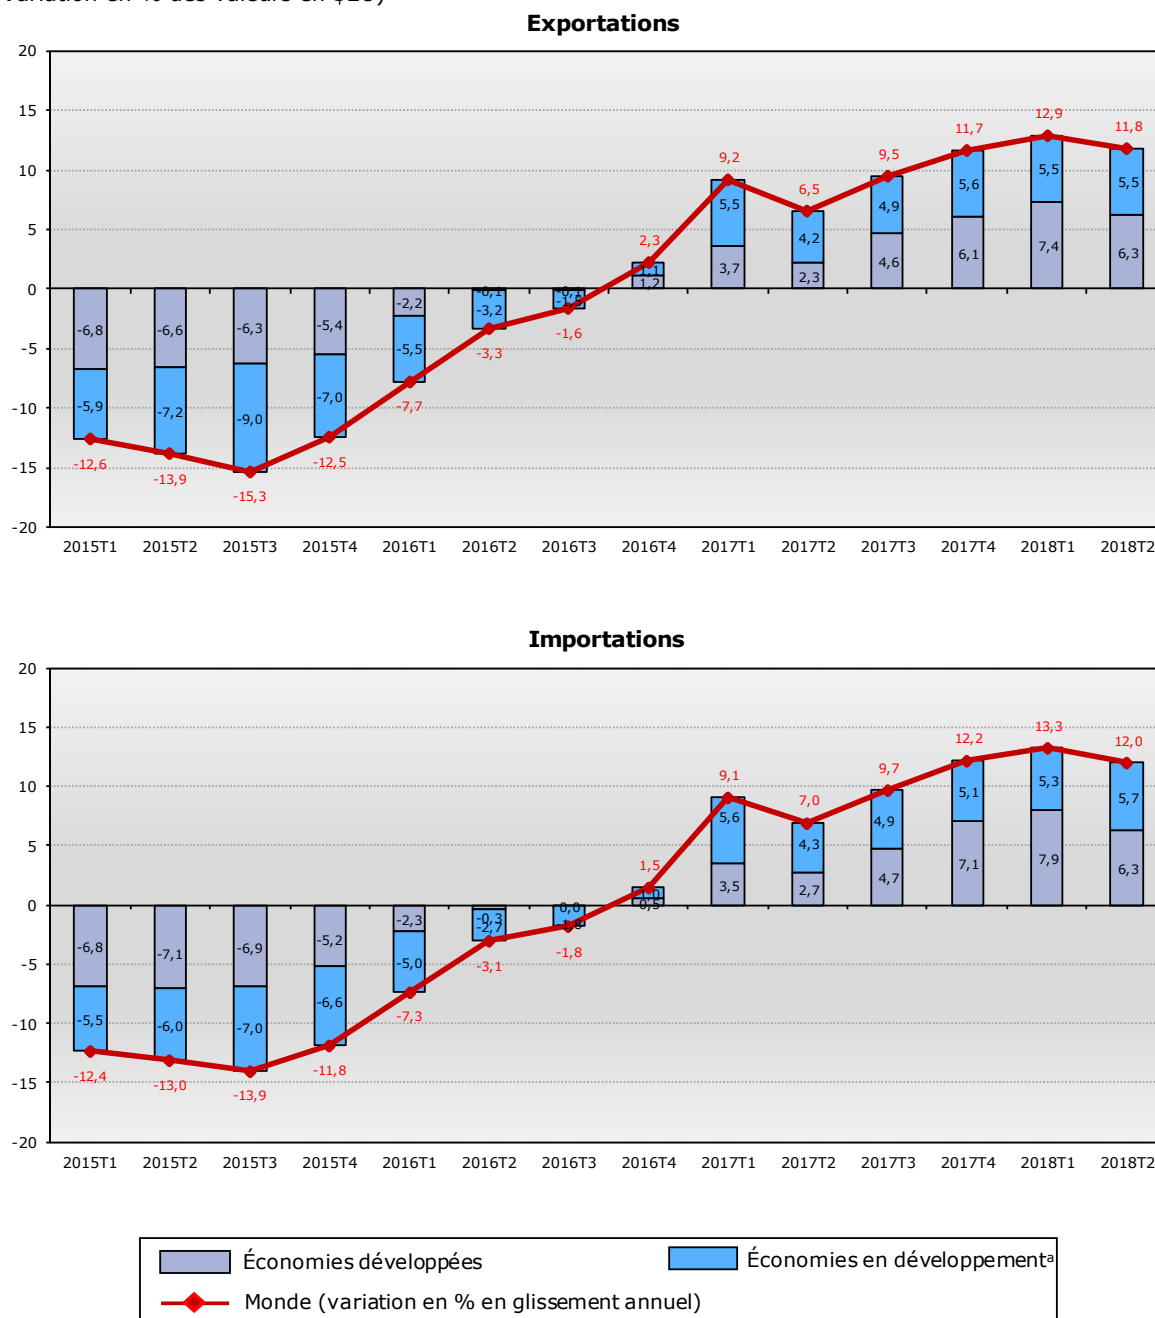 Exportations
20
15
10
5
0
-5
-10
-15
-20
-6,8 -6,6 -6,3 -5,4 -2,2 -0,1 -0,1 1,2 3,7 2,3 4,6 6,1 7,4 6,3
-5,9 -7,2 -9,0 -7,0 -5,5 -3,2 -1,5 1,1 5,5 4,2 4,9 5,6 5,5 5,5
-12,6 -13,9 -15,3 -12,5 -7,7 -3,3 -1,6 2,3 9,2 6,5 9,5 11,7 12,9 11,8
2015T1 2015T2 2015T3 2015T4 2016T1 2016T2 2016T3 2016T4 2017T1 2017T2 2017T3 2017T4 2018T1 2018T2
Importations
20
15
10
5
0
-5
-10
-15
-20
-6,8 -7,1 -6,9 -5,2 -2,3 -0,3 0,0 0,5 3,5 2,7 4,7 7,1 7,9 6,3
-5,5 -6,0 -7,0 -6,6 -5,0 -2,7 -1,8 1,0 5,6 4,3 4,9 5,1 5,3 5,7
-12,4 -13,0 -13,9 -11,8 -7,3 -3,1 -1,8 1,5 9,1 7,0 9,7 12,2 13,3 12,0
2015T1 2015T2 2015T3 2015T4 2016T1 2016T2 2016T3 2016T4 2017T1 2017T2 2017T3 2017T4 2018T1 2018T2
Économies développées
Économies en développementᵃ
Monde (variation en % en glissement annuel)